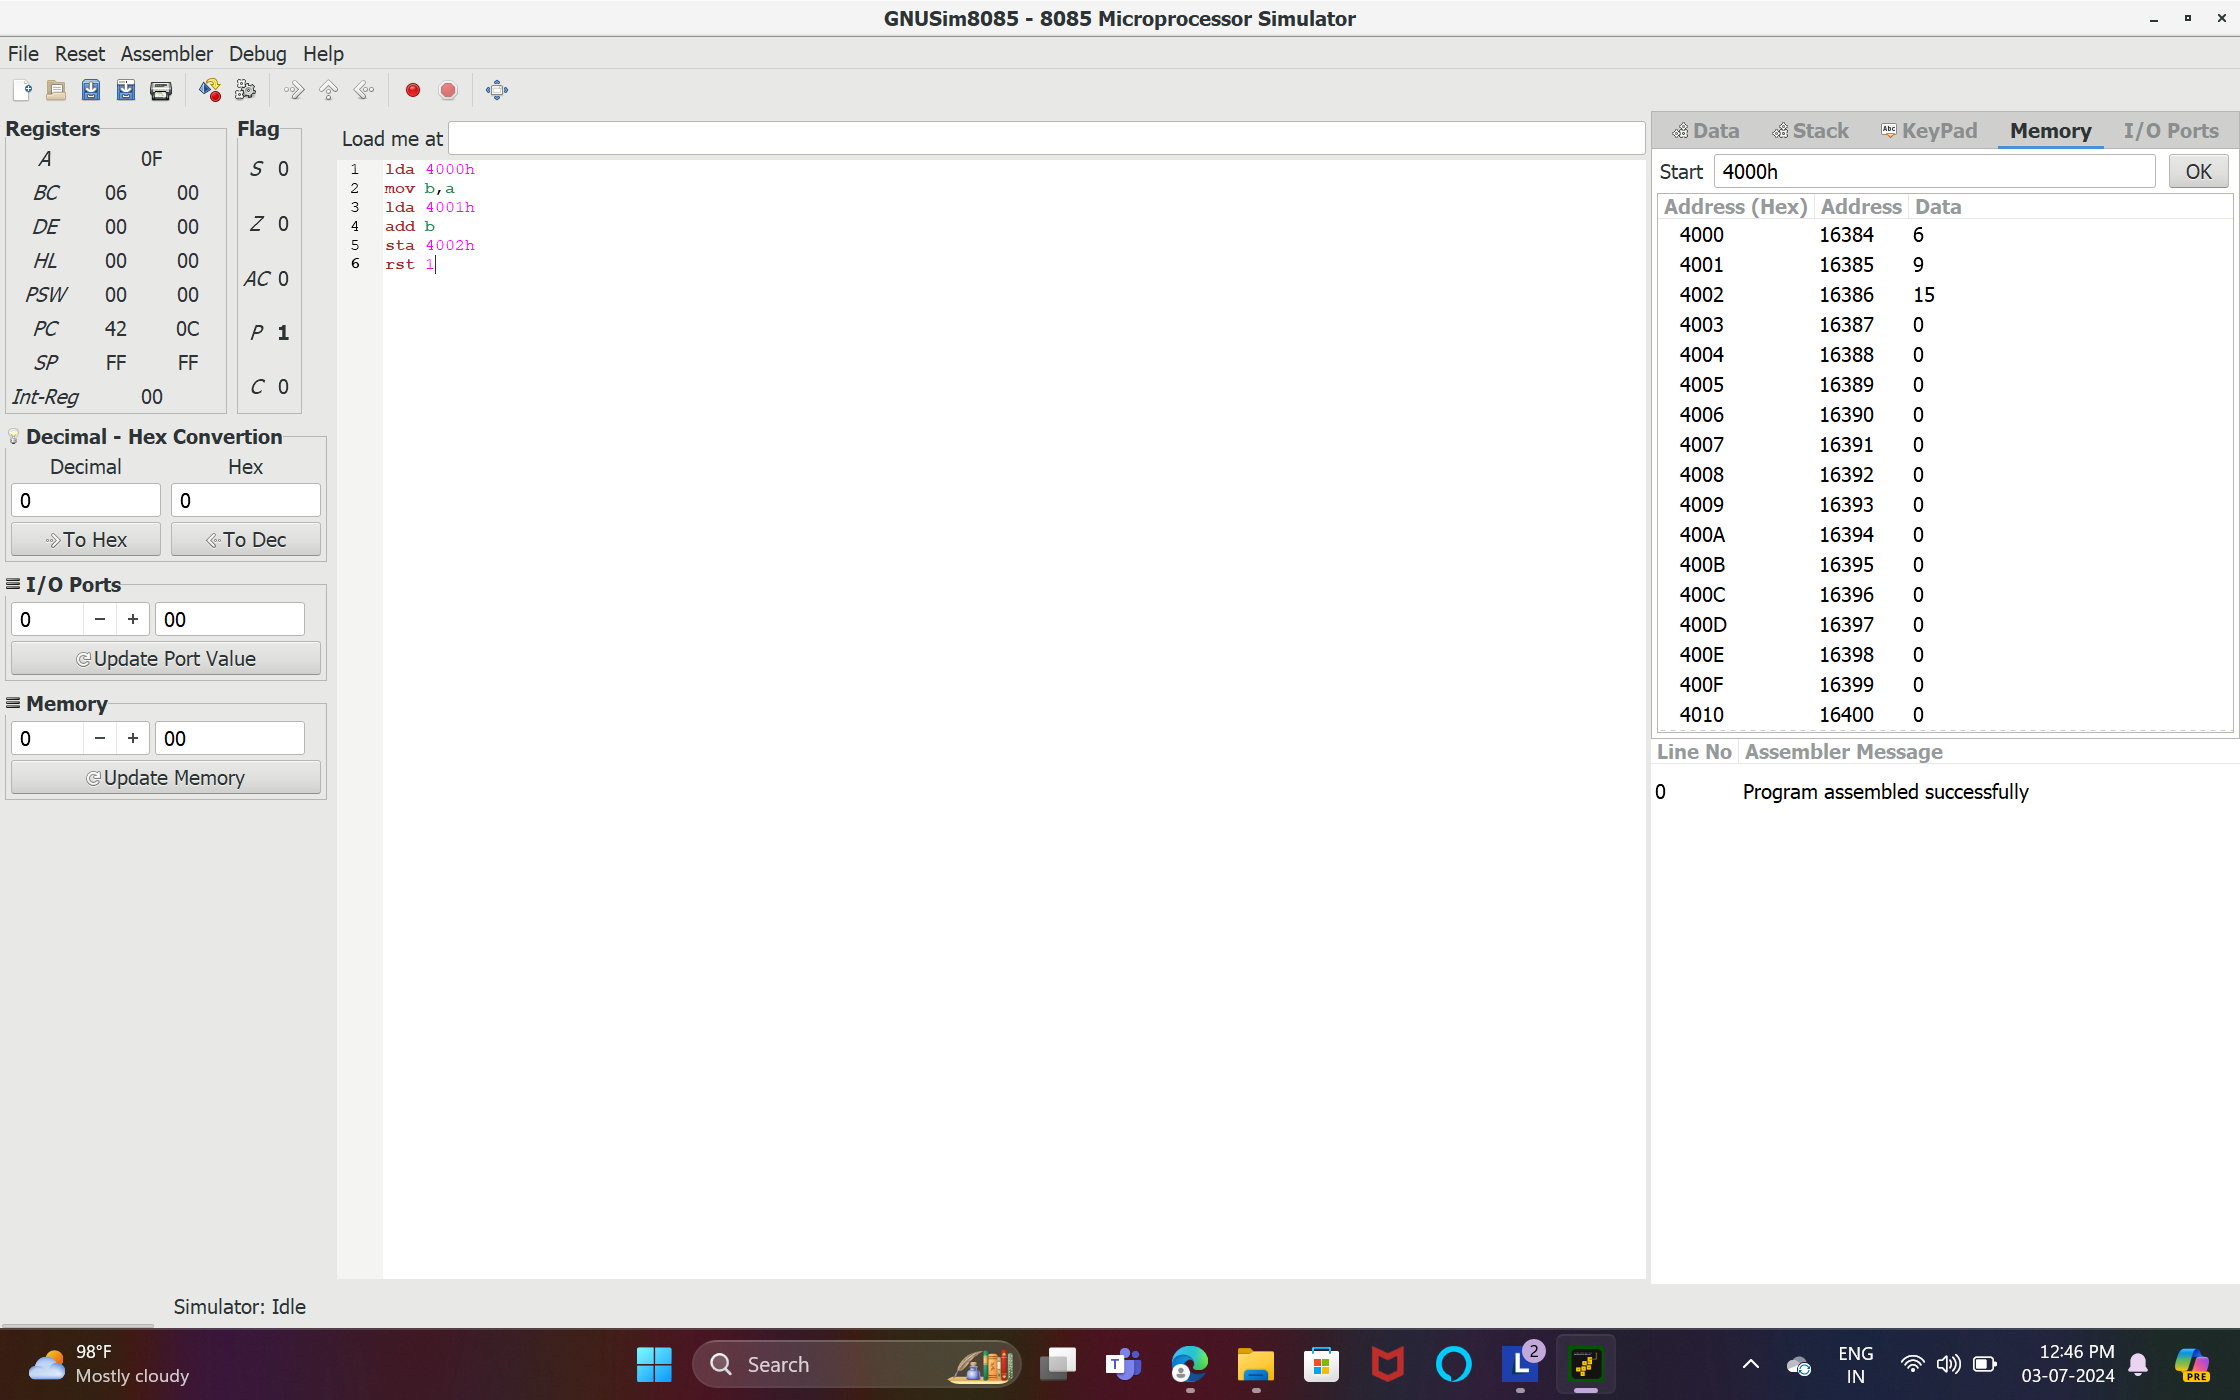 GNUSim8085 - 8085 Microprocessor Simulator
File Reset Assembler Debug Help
Registers
A 0F
BC 06 00
DE 00 00
HL 00 00
PSW 00 00
PC 42 0C
SP FF FF
Int-Reg 00
Flag
S 0
Z 0
AC 0
P 1
C 0
Decimal - Hex Convertion
Decimal Hex
0 0
To Hex To Dec
I/O Ports
0 − + 00
Update Port Value
Memory
0 − + 00
Update Memory
Load me at
1 lda 4000h
2 mov b,a
3 lda 4001h
4 add b
5 sta 4002h
6 rst 1
Data Stack Abc KeyPad Memory I/O Ports
Start 4000h OK
Address (Hex) Address Data
4000 16384 6
4001 16385 9
4002 16386 15
4003 16387 0
4004 16388 0
4005 16389 0
4006 16390 0
4007 16391 0
4008 16392 0
4009 16393 0
400A 16394 0
400B 16395 0
400C 16396 0
400D 16397 0
400E 16398 0
400F 16399 0
4010 16400 0
Line No Assembler Message
0 Program assembled successfully
Simulator: Idle
98°F
Mostly cloudy
Search
T
L 2
ENG
IN
12:46 PM
03-07-2024
PRE